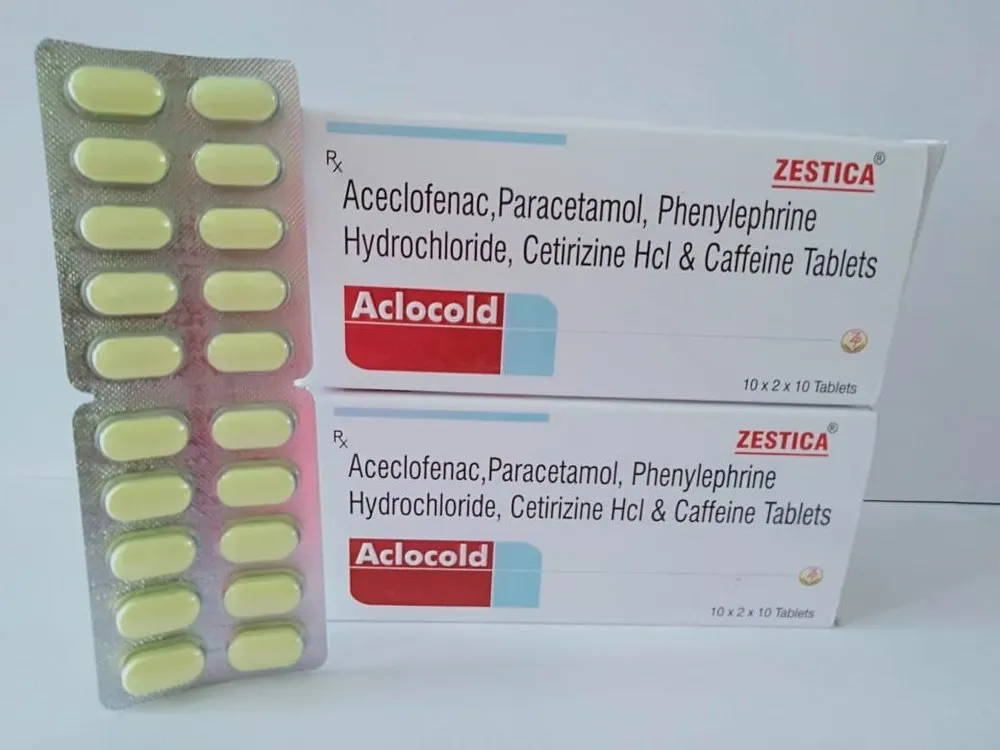 Rx
ZESTICA®
Aceclofenac,Paracetamol, Phenylephrine
Hydrochloride, Cetirizine Hcl & Caffeine Tablets
Aclocold
10 x 2 x 10 Tablets
Rx
ZESTICA®
Aceclofenac,Paracetamol, Phenylephrine
Hydrochloride, Cetirizine Hcl & Caffeine Tablets
Aclocold
10 x 2 x 10 Tablets